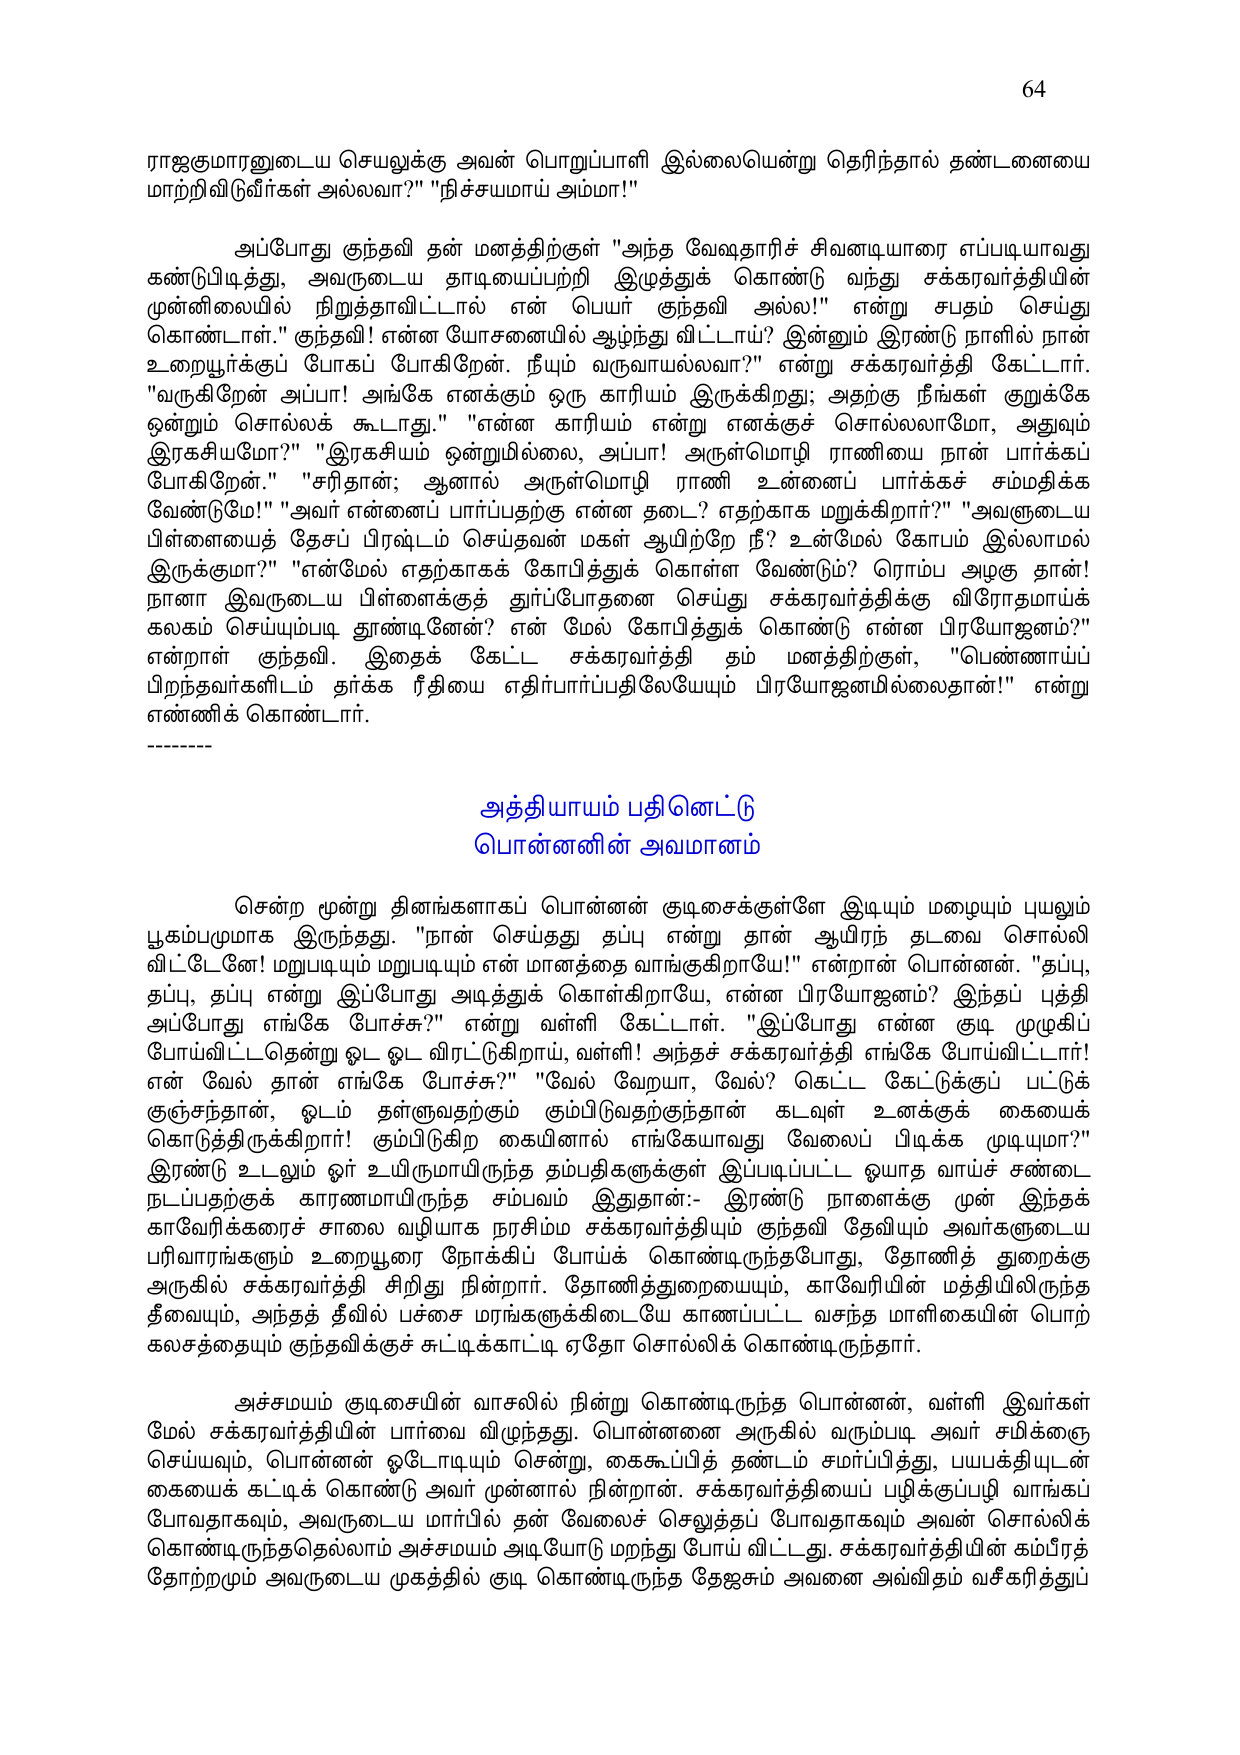 64
ராஜகுமாரனுடைய செயலுக்கு அவன் பொறுப்பாளி இல்லையென்று தெரிந்தால் தண்டனையை
மாற்றிவிடுவீர்கள் அல்லவா?" "நிச்சயமாய் அம்மா!"
அப்போது குந்தவி தன் மனத்திற்குள் "அந்த வேஷதாரிச் சிவனடியாரை எப்படியாவது
கண்டுபிடித்து, அவருடைய தாடியைப்பற்றி இழுத்துக் கொண்டு வந்து சக்கரவர்த்தியின்
முன்னிலையில் நிறுத்தாவிட்டால் என் பெயர் குந்தவி அல்ல!" என்று சபதம் செய்து
கொண்டாள்." குந்தவி! என்ன யோசனையில் ஆழ்ந்து விட்டாய்? இன்னும் இரண்டு நாளில் நான்
உறையூர்க்குப் போகப் போகிறேன். நீயும் வருவாயல்லவா?" என்று சக்கரவர்த்தி கேட்டார்.
"வருகிறேன் அப்பா! அங்கே எனக்கும் ஒரு காரியம் இருக்கிறது; அதற்கு நீங்கள் குறுக்கே
ஒன்றும் சொல்லக் கூடாது." "என்ன காரியம் என்று எனக்குச் சொல்லலாமோ, அதுவும்
இரகசியமோ?" "இரகசியம் ஒன்றுமில்லை, அப்பா! அருள்மொழி ராணியை நான் பார்க்கப்
போகிறேன்." "சரிதான்; ஆனால் அருள்மொழி ராணி உன்னைப் பார்க்கச் சம்மதிக்க
வேண்டுமே!" "அவர் என்னைப் பார்ப்பதற்கு என்ன தடை? எதற்காக மறுக்கிறார்?" "அவளுடைய
பிள்ளையைத் தேசப் பிரஷ்டம் செய்தவன் மகள் ஆயிற்றே நீ? உன்மேல் கோபம் இல்லாமல்
இருக்குமா?" "என்மேல் எதற்காகக் கோபித்துக் கொள்ள வேண்டும்? ரொம்ப அழகு தான்!
நானா இவருடைய பிள்ளைக்குத் துர்ப்போதனை செய்து சக்கரவர்த்திக்கு விரோதமாய்க்
கலகம் செய்யும்படி தூண்டினேன்? என் மேல் கோபித்துக் கொண்டு என்ன பிரயோஜனம்?"
என்றாள் குந்தவி. இதைக் கேட்ட சக்கரவர்த்தி தம் மனத்திற்குள், "பெண்ணாய்ப்
பிறந்தவர்களிடம் தர்க்க ரீதியை எதிர்பார்ப்பதிலேயேயும் பிரயோஜனமில்லைதான்!" என்று
எண்ணிக் கொண்டார்.
--------
அத்தியாயம் பதினெட்டு
பொன்னனின் அவமானம்
சென்ற மூன்று தினங்களாகப் பொன்னன் குடிசைக்குள்ளே இடியும் மழையும் புயலும்
பூகம்பமுமாக இருந்தது. "நான் செய்தது தப்பு என்று தான் ஆயிரந் தடவை சொல்லி
விட்டேனே! மறுபடியும் மறுபடியும் என் மானத்தை வாங்குகிறாயே!" என்றான் பொன்னன். "தப்பு,
தப்பு, தப்பு என்று இப்போது அடித்துக் கொள்கிறாயே, என்ன பிரயோஜனம்? இந்தப் புத்தி
அப்போது எங்கே போச்சு?" என்று வள்ளி கேட்டாள். "இப்போது என்ன குடி முழுகிப்
போய்விட்டதென்று ஓட ஓட விரட்டுகிறாய், வள்ளி! அந்தச் சக்கரவர்த்தி எங்கே போய்விட்டார்!
என் வேல் தான் எங்கே போச்சு?" "வேல் வேறயா, வேல்? கெட்ட கேட்டுக்குப் பட்டுக்
குஞ்சந்தான், ஓடம் தள்ளுவதற்கும் கும்பிடுவதற்குந்தான் கடவுள் உனக்குக் கையைக்
கொடுத்திருக்கிறார்! கும்பிடுகிற கையினால் எங்கேயாவது வேலைப் பிடிக்க முடியுமா?"
இரண்டு உடலும் ஓர் உயிருமாயிருந்த தம்பதிகளுக்குள் இப்படிப்பட்ட ஓயாத வாய்ச் சண்டை
நடப்பதற்குக் காரணமாயிருந்த சம்பவம் இதுதான்:- இரண்டு நாளைக்கு முன் இந்தக்
காவேரிக்கரைச் சாலை வழியாக நரசிம்ம சக்கரவர்த்தியும் குந்தவி தேவியும் அவர்களுடைய
பரிவாரங்களும் உறையூரை நோக்கிப் போய்க் கொண்டிருந்தபோது, தோணித் துறைக்கு
அருகில் சக்கரவர்த்தி சிறிது நின்றார். தோணித்துறையையும், காவேரியின் மத்தியிலிருந்த
தீவையும், அந்தத் தீவில் பச்சை மரங்களுக்கிடையே காணப்பட்ட வசந்த மாளிகையின் பொற்
கலசத்தையும் குந்தவிக்குச் சுட்டிக்காட்டி ஏதோ சொல்லிக் கொண்டிருந்தார்.
அச்சமயம் குடிசையின் வாசலில் நின்று கொண்டிருந்த பொன்னன், வள்ளி இவர்கள்
மேல் சக்கரவர்த்தியின் பார்வை விழுந்தது. பொன்னனை அருகில் வரும்படி அவர் சமிக்ஞை
செய்யவும், பொன்னன் ஓடோடியும் சென்று, கைகூப்பித் தண்டம் சமர்ப்பித்து, பயபக்தியுடன்
கையைக் கட்டிக் கொண்டு அவர் முன்னால் நின்றான். சக்கரவர்த்தியைப் பழிக்குப்பழி வாங்கப்
போவதாகவும், அவருடைய மார்பில் தன் வேலைச் செலுத்தப் போவதாகவும் அவன் சொல்லிக்
கொண்டிருந்ததெல்லாம் அச்சமயம் அடியோடு மறந்து போய் விட்டது. சக்கரவர்த்தியின் கம்பீரத்
தோற்றமும் அவருடைய முகத்தில் குடி கொண்டிருந்த தேஜசும் அவனை அவ்விதம் வசீகரித்துப்